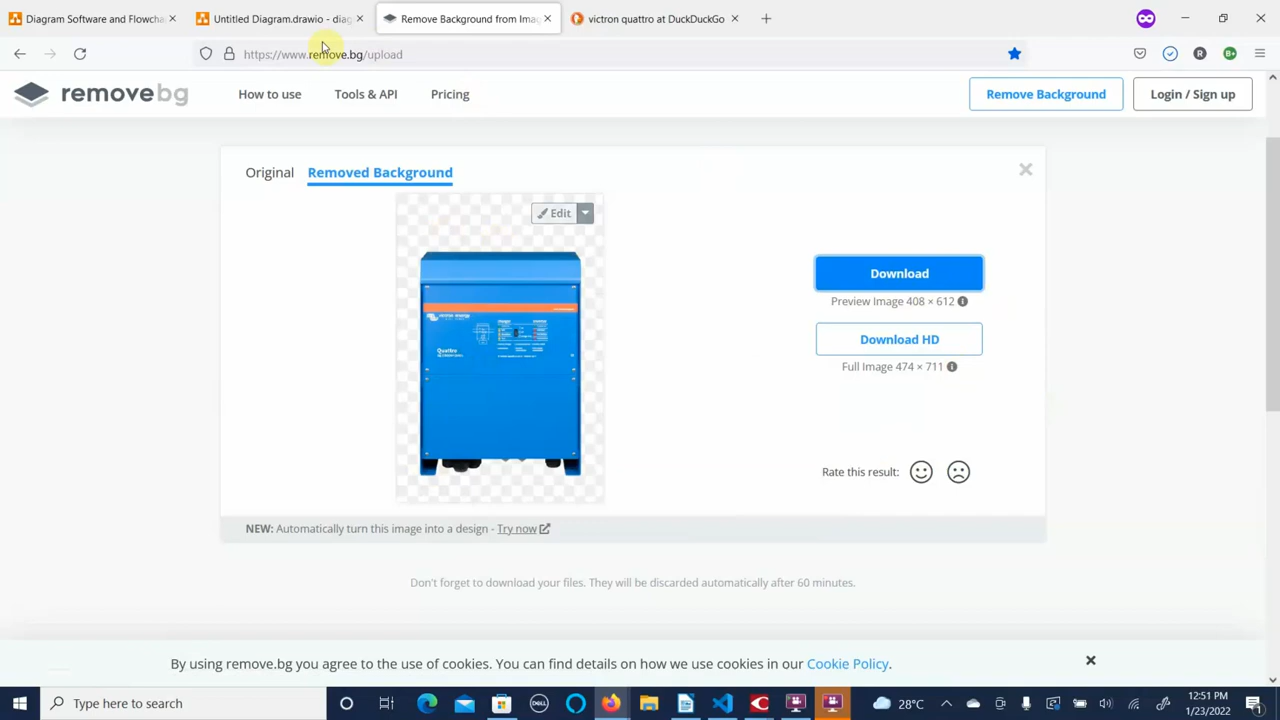 Diagram Software and Flowcha
Untitled Diagram.drawio - diag
Remove Background from Imag
victron quattro at DuckDuckGo
https://www.remove.bg/upload
removebg
How to use
Tools & API
Pricing
Remove Background
Login / Sign up
Original
Removed Background
Edit
victron energy
Quattro
Download
Preview Image 408 × 612
Download HD
Full Image 474 × 711
Rate this result:
NEW: Automatically turn this image into a design - Try now
Don't forget to download your files. They will be discarded automatically after 60 minutes.
By using remove.bg you agree to the use of cookies. You can find details on how we use cookies in our Cookie Policy.
Type here to search
DELL
28°C
12:51 PM
1/23/2022